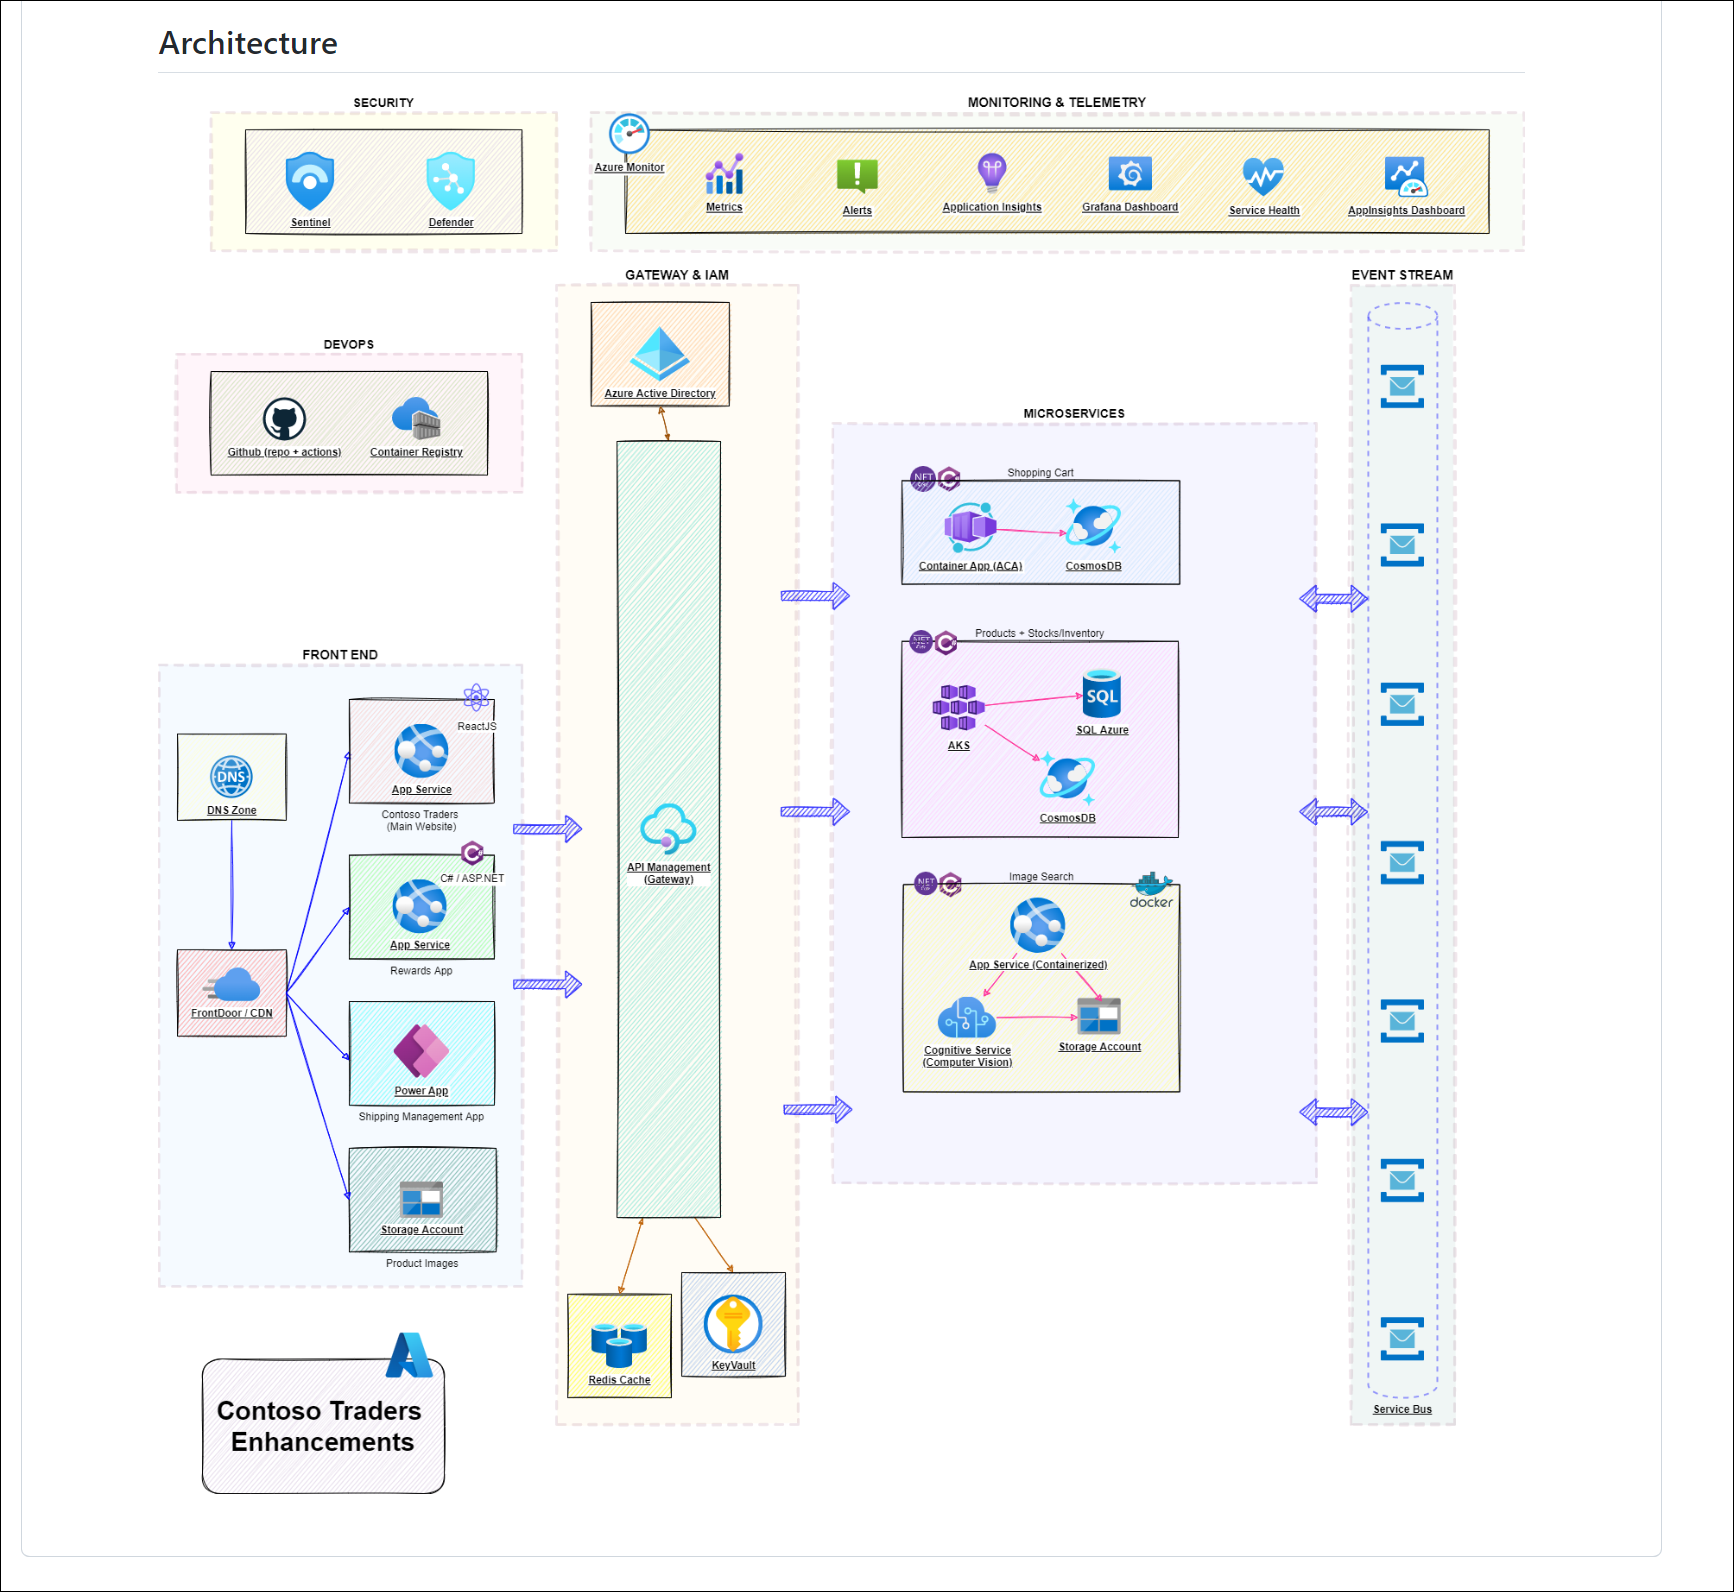 Architecture
SECURITY
Sentinel
Defender
MONITORING & TELEMETRY
Azure Monitor
Metrics
Alerts
Application Insights
Grafana Dashboard
Service Health
AppInsights Dashboard
DEVOPS
Github (repo + actions)
Container Registry
FRONT END
DNS
DNS Zone
FrontDoor / CDN
ReactJS
App Service
Contoso Traders
(Main Website)
C# / ASP.NET
App Service
Rewards App
Power App
Shipping Management App
Storage Account
Product Images
GATEWAY & IAM
Azure Active Directory
API Management
(Gateway)
Redis Cache
KeyVault
MICROSERVICES
.NET
Shopping Cart
Container App (ACA)
CosmosDB
.NET
Products + Stocks/Inventory
AKS
SQL
SQL Azure
CosmosDB
.NET
Image Search
docker
App Service (Containerized)
Cognitive Service
(Computer Vision)
Storage Account
EVENT STREAM
Service Bus
Contoso Traders
Enhancements